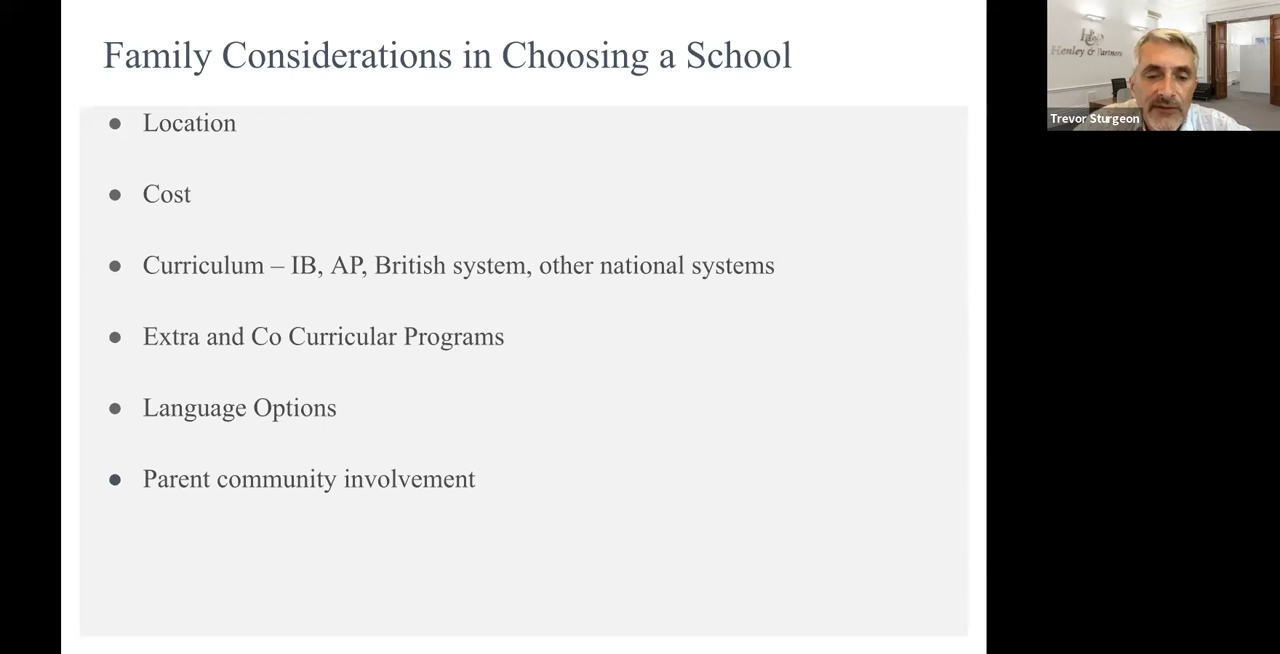 Family Considerations in Choosing a School
● Location
● Cost
● Curriculum – IB, AP, British system, other national systems
● Extra and Co Curricular Programs
● Language Options
● Parent community involvement
Henley & Partners
Trevor Sturgeon